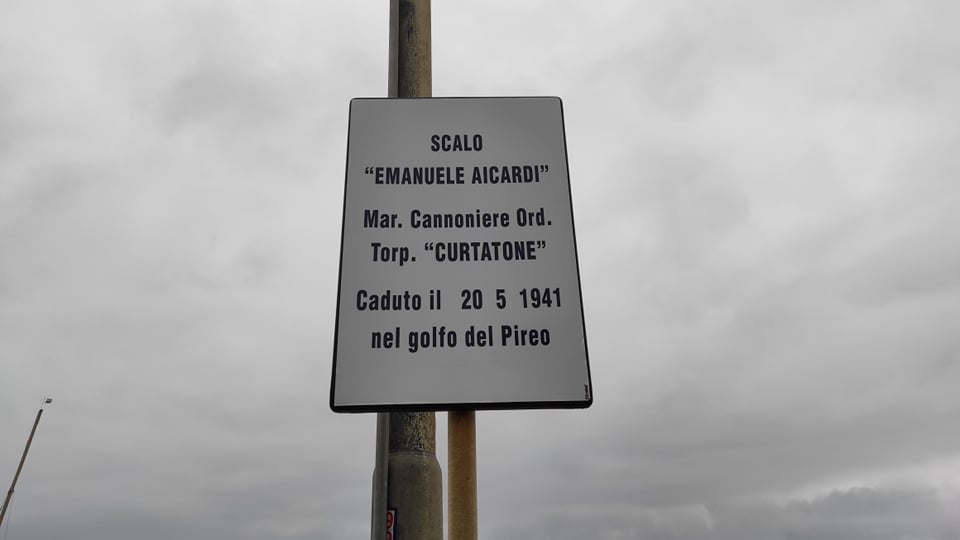 SCALO
“EMANUELE AICARDI”
Mar. Cannoniere Ord.
Torp. “CURTATONE”
Caduto il 20 5 1941
nel golfo del Pireo